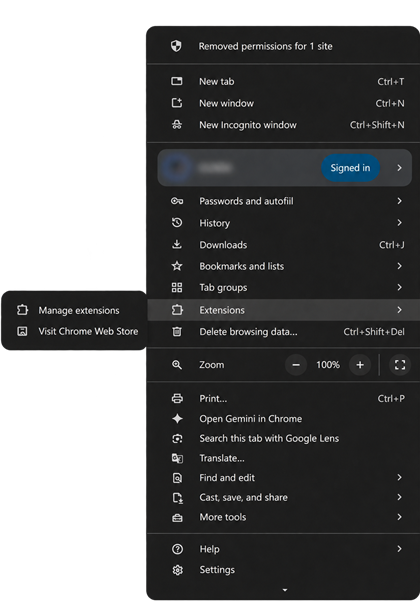 Removed permissions for 1 site
New tab Ctrl+T
New window Ctrl+N
New Incognito window Ctrl+Shift+N
Signed in
Passwords and autofill
History
Downloads Ctrl+J
Bookmarks and lists
Tab groups
Extensions
Manage extensions
Visit Chrome Web Store
Delete browsing data... Ctrl+Shift+Del
Zoom − 100% +
Print... Ctrl+P
Open Gemini in Chrome
Search this tab with Google Lens
Translate...
Find and edit
Cast, save, and share
More tools
Help
Settings